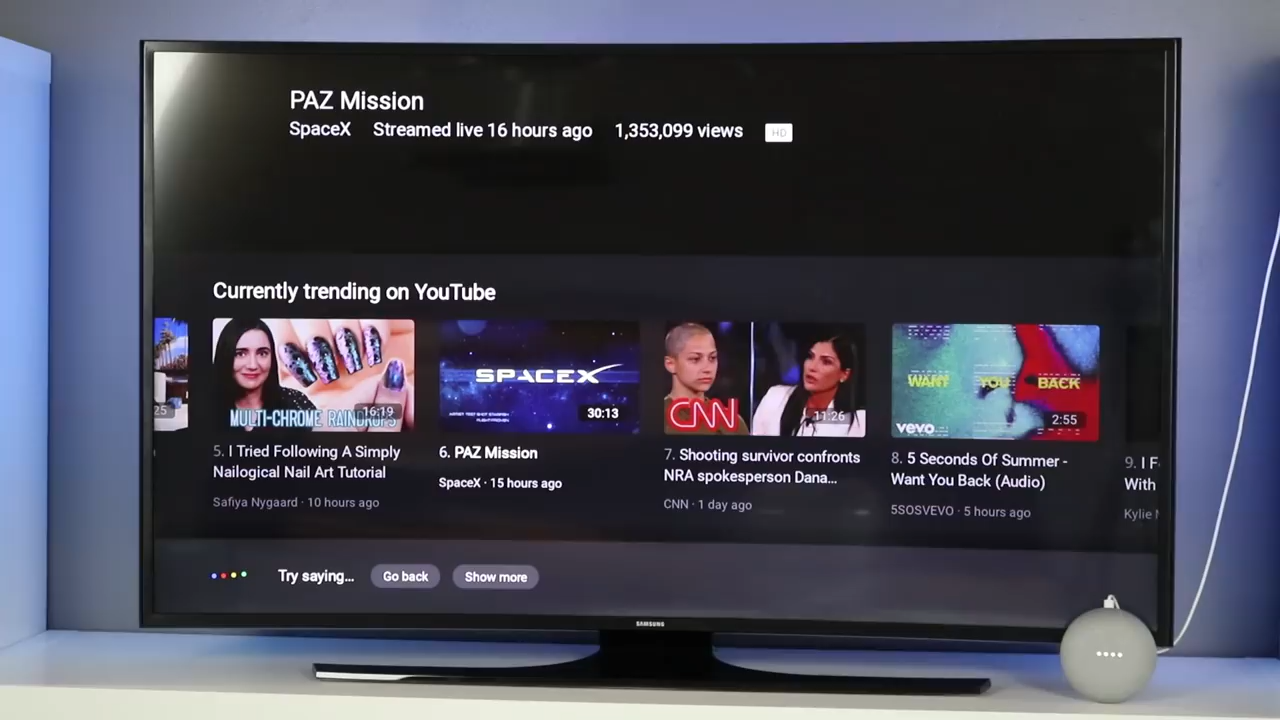 PAZ Mission
SpaceX Streamed live 16 hours ago 1,353,099 views HD
Currently trending on YouTube
25
MULTI-CHROME RAINDROPS
16:19
SPACEX
30:13
CNN
11:26
WANT YOU BACK
vevo
2:55
5. I Tried Following A Simply
Nailogical Nail Art Tutorial
Safiya Nygaard · 10 hours ago
6. PAZ Mission
SpaceX · 15 hours ago
7. Shooting survivor confronts
NRA spokesperson Dana...
CNN · 1 day ago
8. 5 Seconds Of Summer -
Want You Back (Audio)
5SOSVEVO · 5 hours ago
9. I F
With
Kylie
Try saying... Go back Show more
SAMSUNG